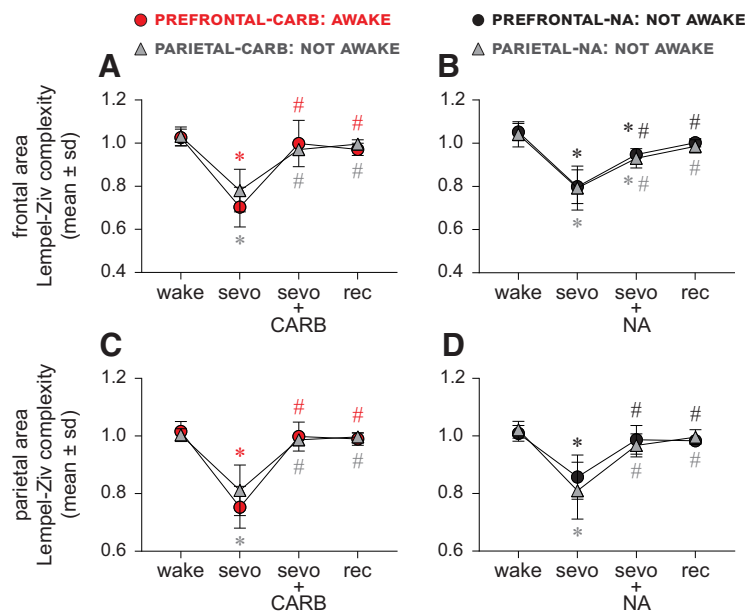 PREFRONTAL-CARB: AWAKE
PARIETAL-CARB: NOT AWAKE
PREFRONTAL-NA: NOT AWAKE
PARIETAL-NA: NOT AWAKE
A
frontal area
Lempel-Ziv complexity
(mean ± sd)
1.2
1.0
0.8
0.6
0.4
* * # # # #
wake sevo sevo + CARB rec
B
1.2
1.0
0.8
0.6
0.4
* * *# *# # #
wake sevo sevo + NA rec
C
parietal area
Lempel-Ziv complexity
(mean ± sd)
1.2
1.0
0.8
0.6
* * # # # #
wake sevo sevo + CARB rec
D
1.2
1.0
0.8
0.6
* * # # # #
wake sevo sevo + NA rec